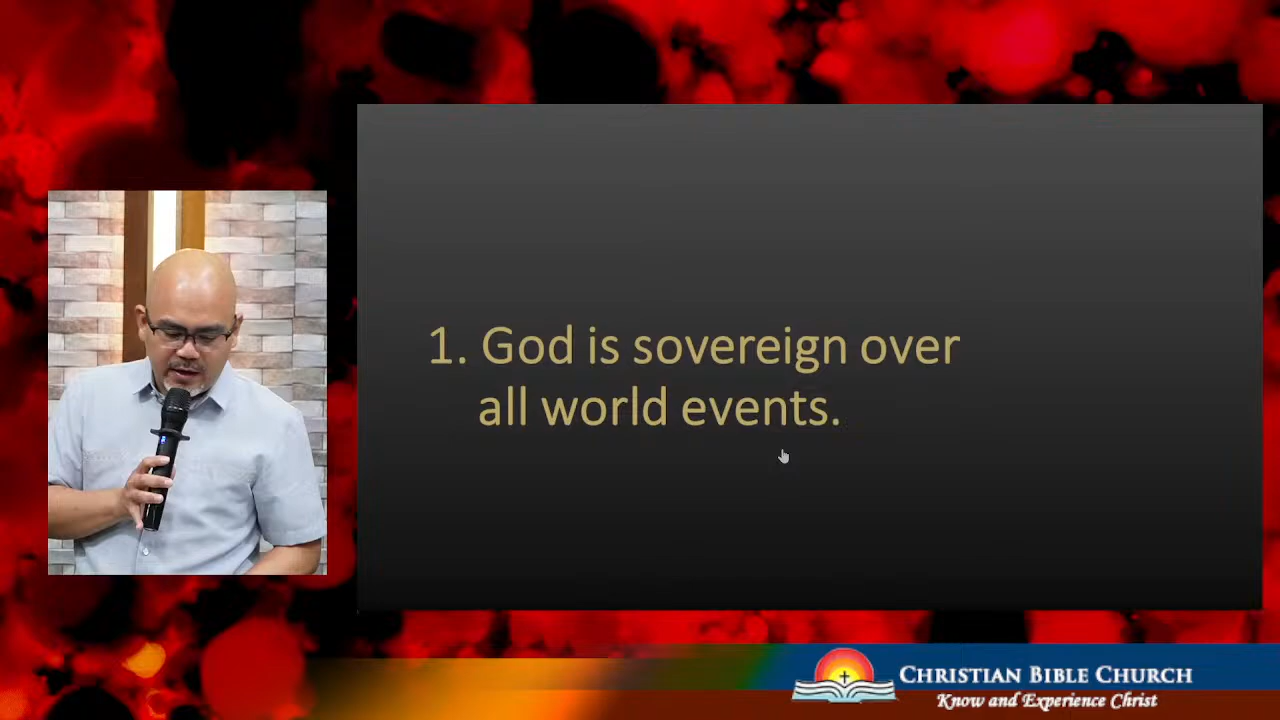 1. God is sovereign over
all world events.
CHRISTIAN BIBLE CHURCH
Know and Experience Christ